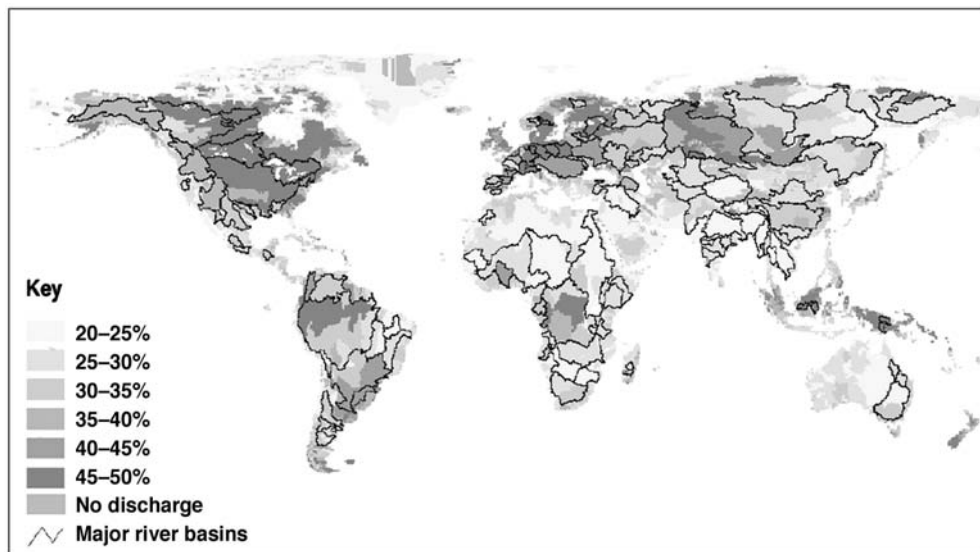 Key
20–25%
25–30%
30–35%
35–40%
40–45%
45–50%
No discharge
Major river basins